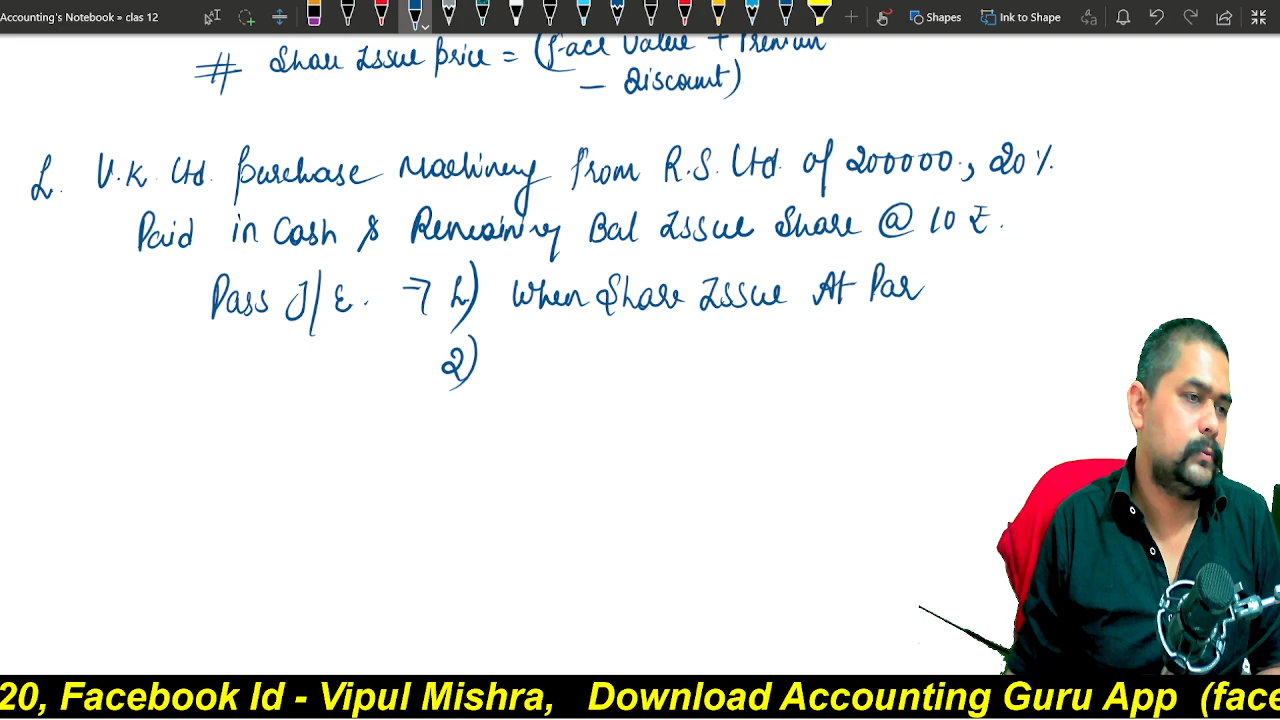 Accounting's Notebook » clas 12
Shapes
Ink to Shape
# Share Issue price = (face value + Premium
– Discount)
1. V.K. Ltd. purchase Machinery from R.S. Ltd. of 200000, 20%
Paid in Cash & Remaining Bal Issue Share @ 10 ₹.
Pass J/E. → 1) When Share Issue At Par
2)
20, Facebook Id - Vipul Mishra, Download Accounting Guru App (face